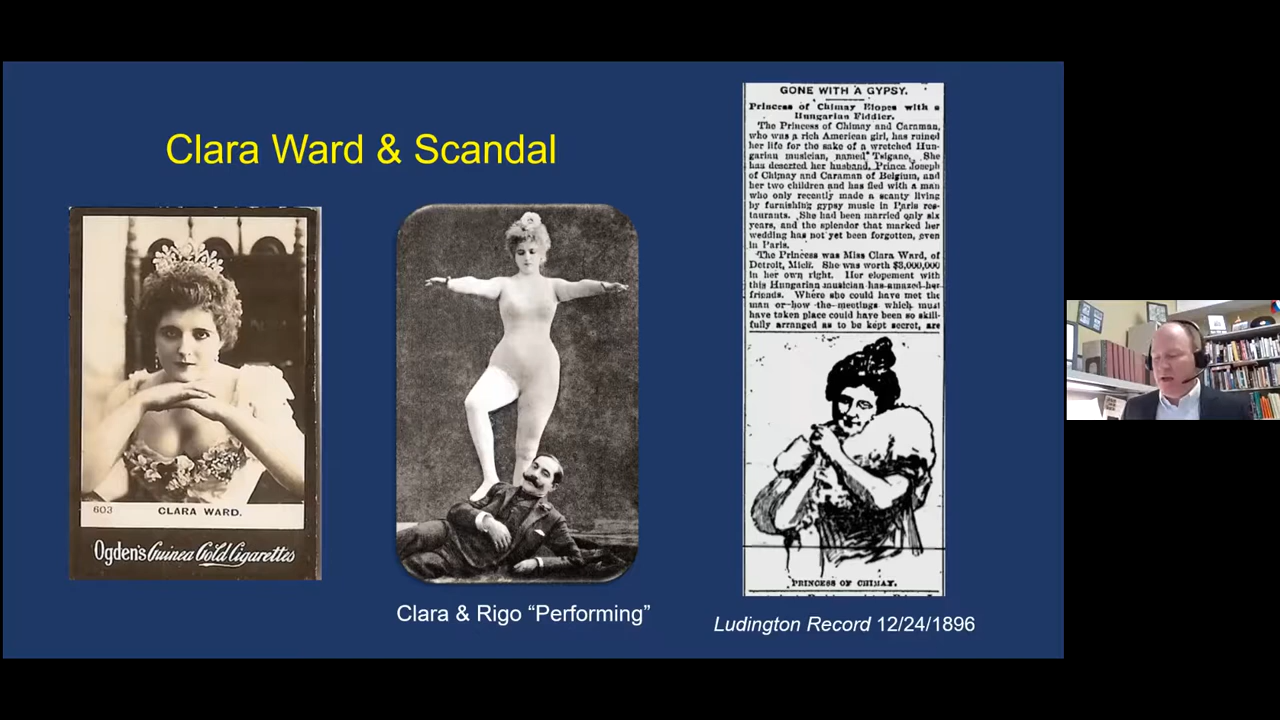 Clara Ward & Scandal
603 CLARA WARD.
Ogden's Guinea Gold Cigarettes
Clara & Rigo “Performing”
GONE WITH A GYPSY.
Princess of Chimay Elopes with a
Hungarian Fiddler.
The Princess of Chimay and Caraman,
who was a rich American girl, has ruined
her life for the sake of a wretched Hun-
garian musician, named Tsigane. She
has deserted her husband, Prince Joseph
of Chimay and Caraman of Belgium, and
her two children and has fled with a man
who only recently made a scanty living
by furnishing gypsy music in Paris res-
taurants. She had been married only six
years, and the splendor that marked her
wedding has not yet been forgotten, even
in Paris.
The Princess was Miss Clara Ward, of
Detroit, Mich. She was worth $3,000,000
in her own right. Her elopement with
this Hungarian musician has amazed her
friends. Where she could have met the
man or how the meetings which must
have taken place could have been so skil-
fully arranged as to be kept secret, are
PRINCESS OF CHIMAY.
Ludington Record 12/24/1896